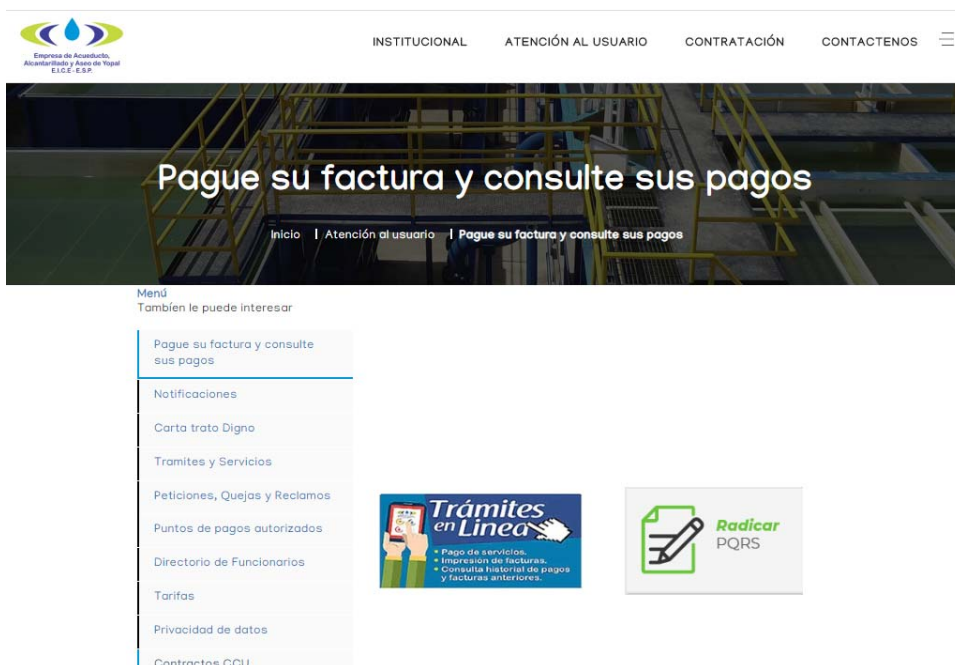 Empresa de Acueducto,
Alcantarillado y Aseo de Yopal
E.I.C.E - E.S.P.
INSTITUCIONAL
ATENCIÓN AL USUARIO
CONTRATACIÓN
CONTACTENOS
Pague su factura y consulte sus pagos
Inicio | Atención al usuario | Pague su factura y consulte sus pagos
Menú
Tambíen le puede interesar
Pague su factura y consulte
sus pagos
Notificaciones
Carta trato Digno
Tramites y Servicios
Peticiones, Quejas y Reclamos
Puntos de pagos autorizados
Directorio de Funcionarios
Tarifas
Privacidad de datos
Contractos CCU
Trámites
en Linea
• Pago de servicios.
• Impresión de facturas.
• Consulta historial de pagos
y facturas anteriores.
Radicar
PQRS